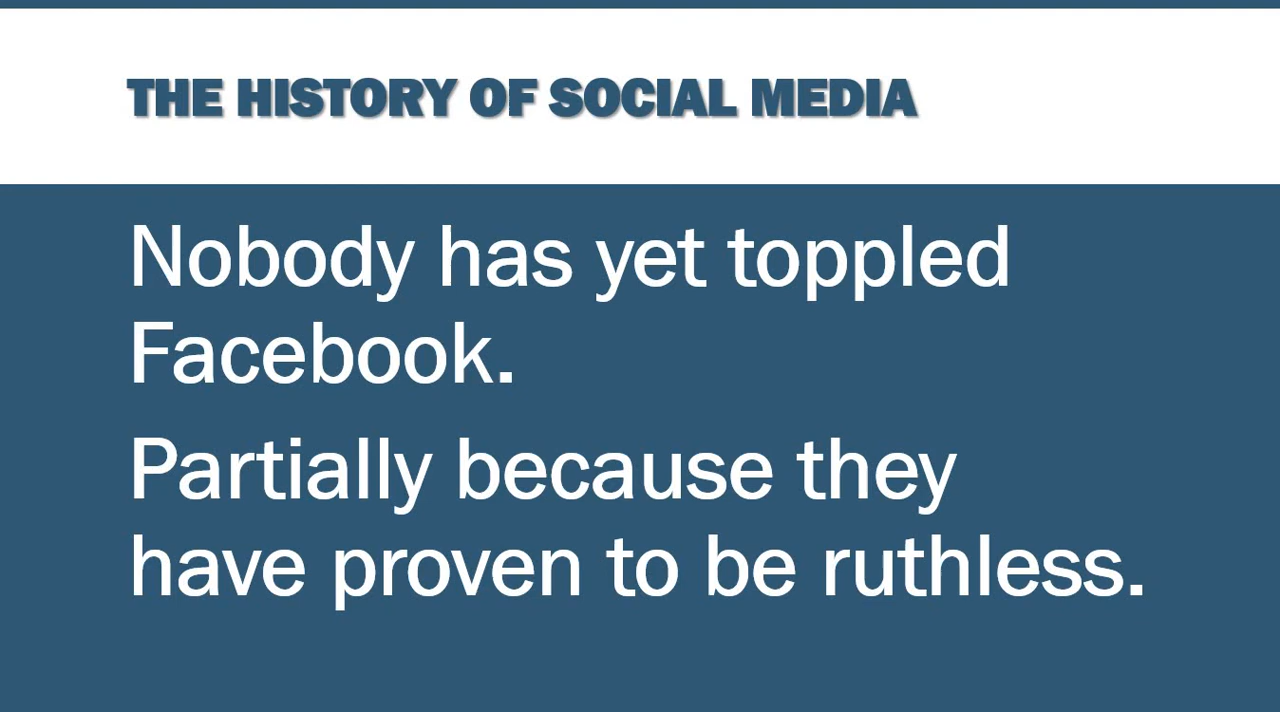 THE HISTORY OF SOCIAL MEDIA
Nobody has yet toppled
Facebook.
Partially because they
have proven to be ruthless.